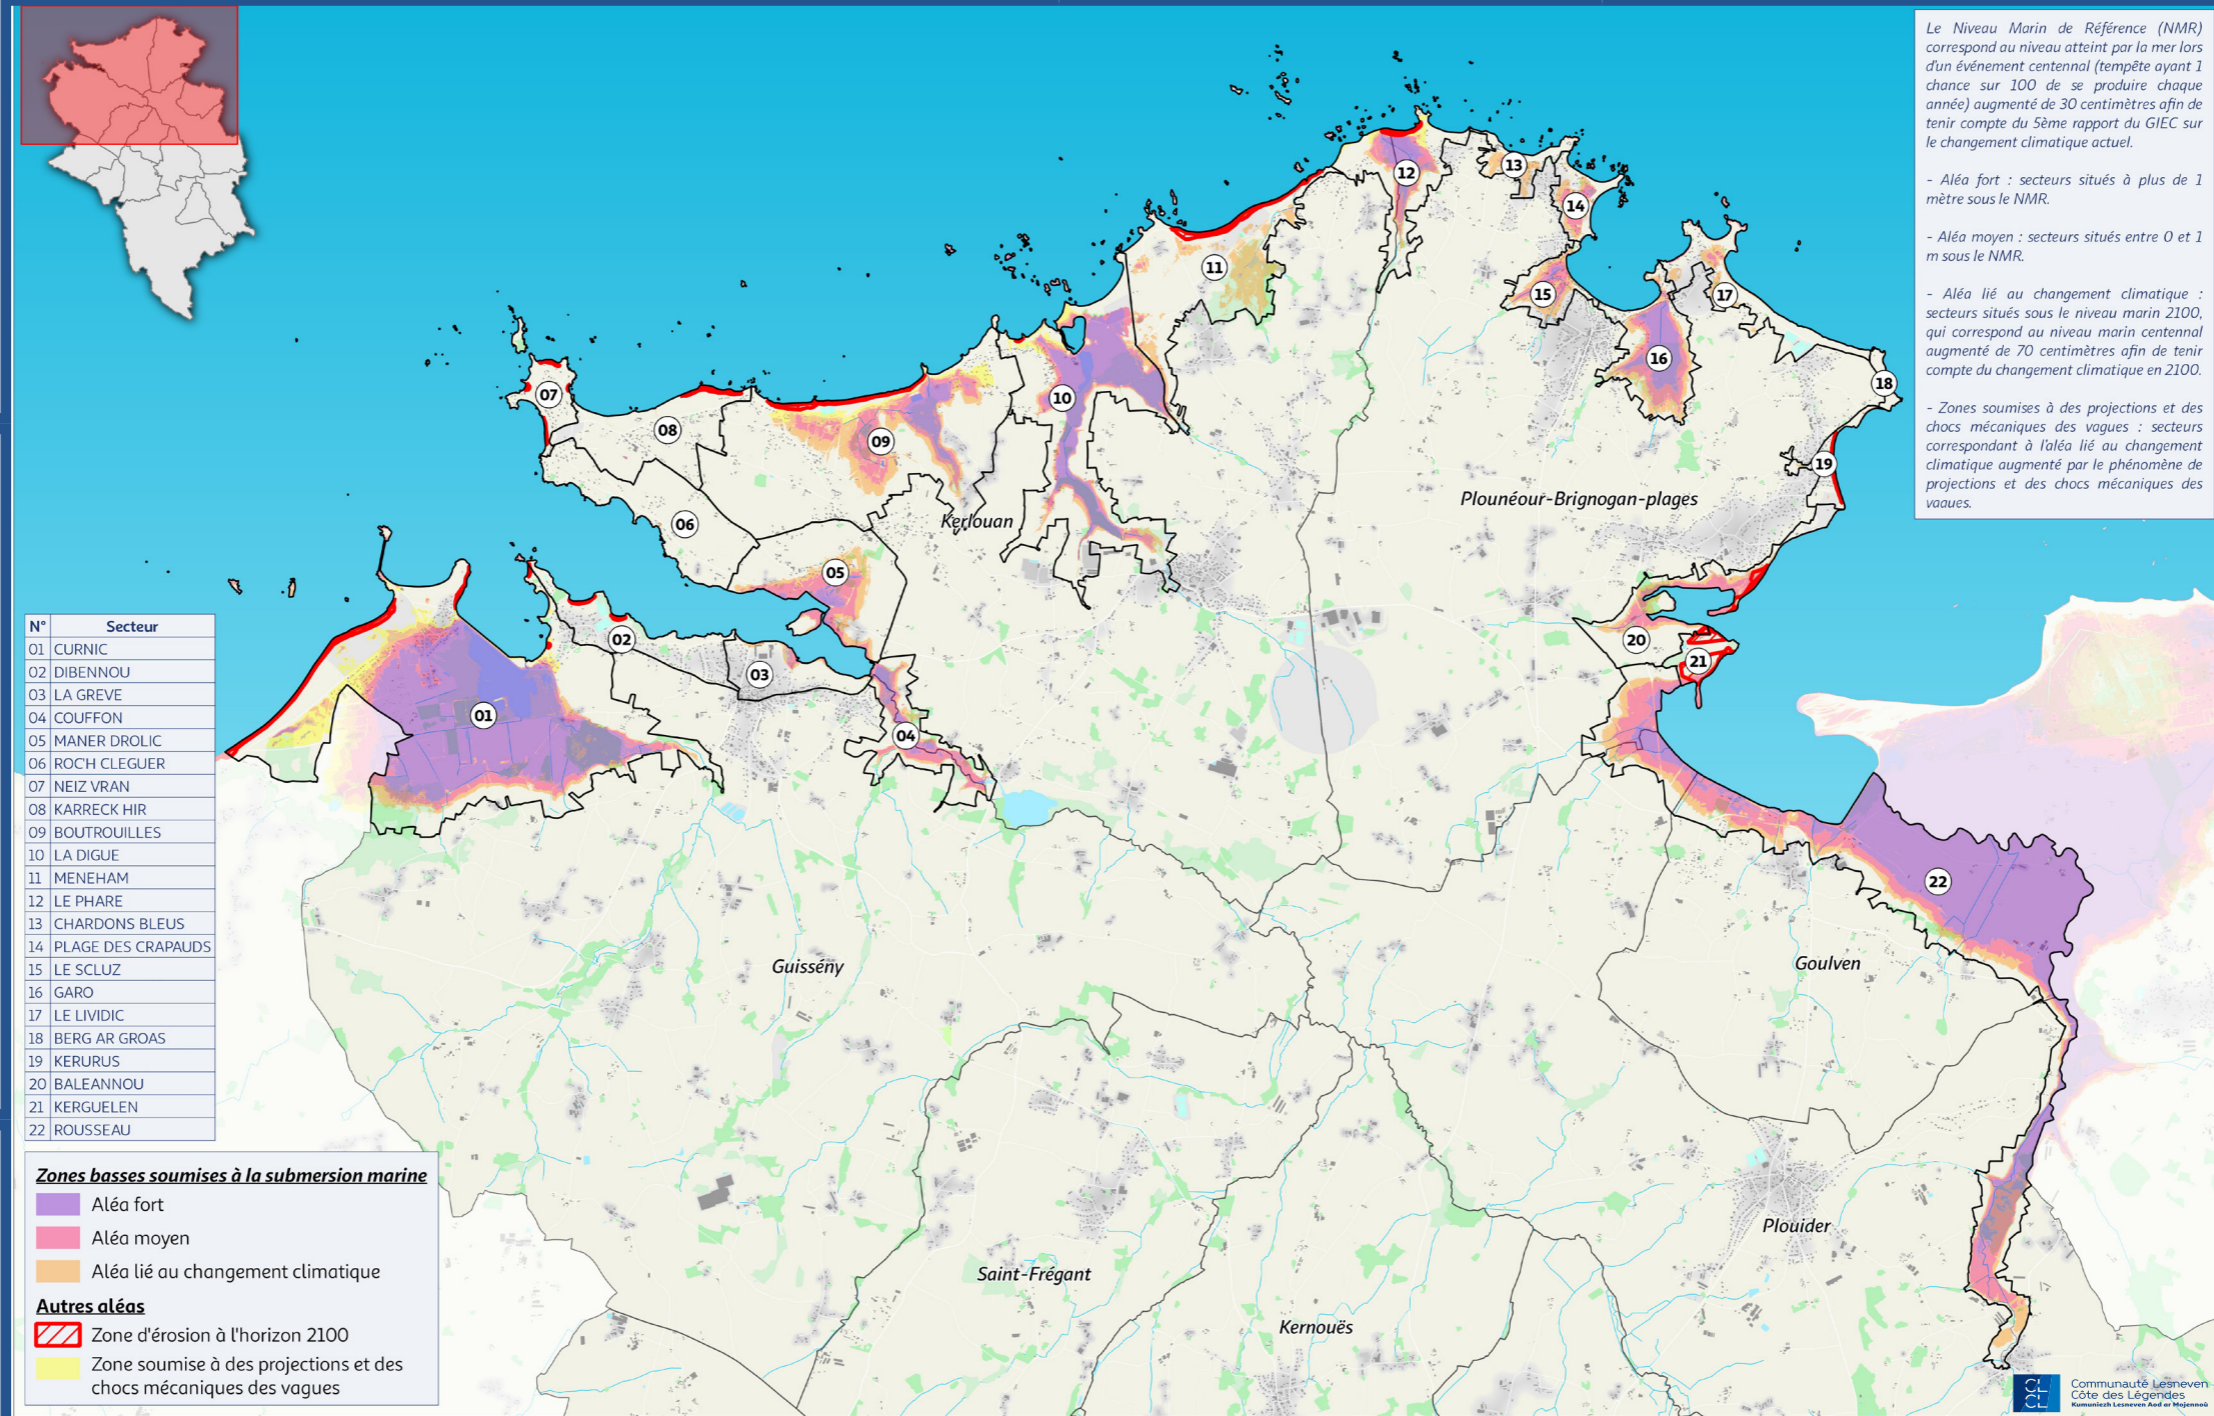 Le Niveau Marin de Référence (NMR)
correspond au niveau atteint par la mer lors
d'un événement centennal (tempête ayant 1
chance sur 100 de se produire chaque
année) augmenté de 30 centimètres afin de
tenir compte du 5ème rapport du GIEC sur
le changement climatique actuel.
- Aléa fort : secteurs situés à plus de 1
mètre sous le NMR.
- Aléa moyen : secteurs situés entre 0 et 1
m sous le NMR.
- Aléa lié au changement climatique :
secteurs situés sous le niveau marin 2100,
qui correspond au niveau marin centennal
augmenté de 70 centimètres afin de tenir
compte du changement climatique en 2100.
- Zones soumises à des projections et des
chocs mécaniques des vagues : secteurs
correspondant à l'aléa lié au changement
climatique augmenté par le phénomène de
projections et des chocs mécaniques des
vagues.
12
13
14
11
15
17
16
18
07
10
08
09
19
Plounéour-Brignogan-plages
06
Kerlouan
05
02
20
21
03
01
04
22
Guissény
Goulven
Plouider
Saint-Frégant
Kernouës
N° Secteur
01 CURNIC
02 DIBENNOU
03 LA GREVE
04 COUFFON
05 MANER DROLIC
06 ROC'H CLEGUER
07 NEIZ VRAN
08 KARRECK HIR
09 BOUTROUILLES
10 LA DIGUE
11 MENEHAM
12 LE PHARE
13 CHARDONS BLEUS
14 PLAGE DES CRAPAUDS
15 LE SCLUZ
16 GARO
17 LE LIVIDIC
18 BERG AR GROAS
19 KERURUS
20 BALEANNOU
21 KERGUELEN
22 ROUSSEAU
Zones basses soumises à la submersion marine
Aléa fort
Aléa moyen
Aléa lié au changement climatique
Autres aléas
Zone d'érosion à l'horizon 2100
Zone soumise à des projections et des
chocs mécaniques des vagues
CL
CL
Communauté Lesneven
Côte des Légendes
Kumuniezh Lesneven Aod ar Mojennoù